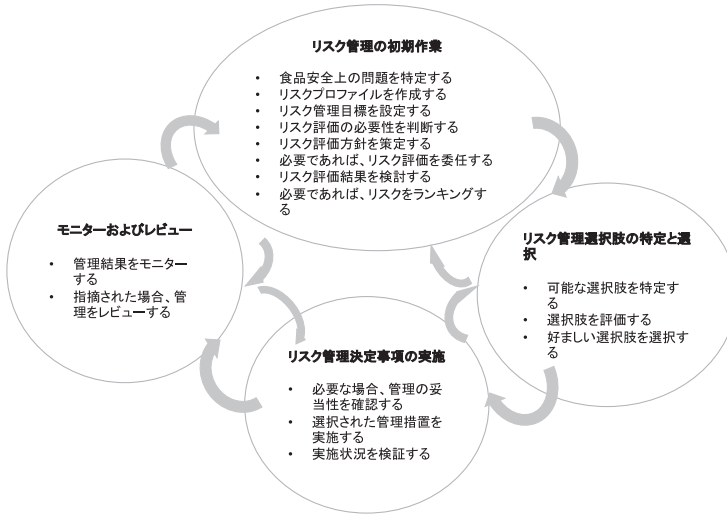 リスク管理の初期作業
• 食品安全上の問題を特定する
• リスクプロファイルを作成する
• リスク管理目標を設定する
• リスク評価の必要性を判断する
• リスク評価方針を策定する
• 必要であれば、リスク評価を委任する
• リスク評価結果を検討する
• 必要であれば、リスクをランキングす
る
モニターおよびレビュー
• 管理結果をモニター
する
• 指摘された場合、管
理をレビューする
リスク管理選択肢の特定と選
択
• 可能な選択肢を特定す
る
• 選択肢を評価する
• 好ましい選択肢を選択す
る
リスク管理決定事項の実施
• 必要な場合、管理の妥
当性を確認する
• 選択された管理措置を
実施する
• 実施状況を検証する